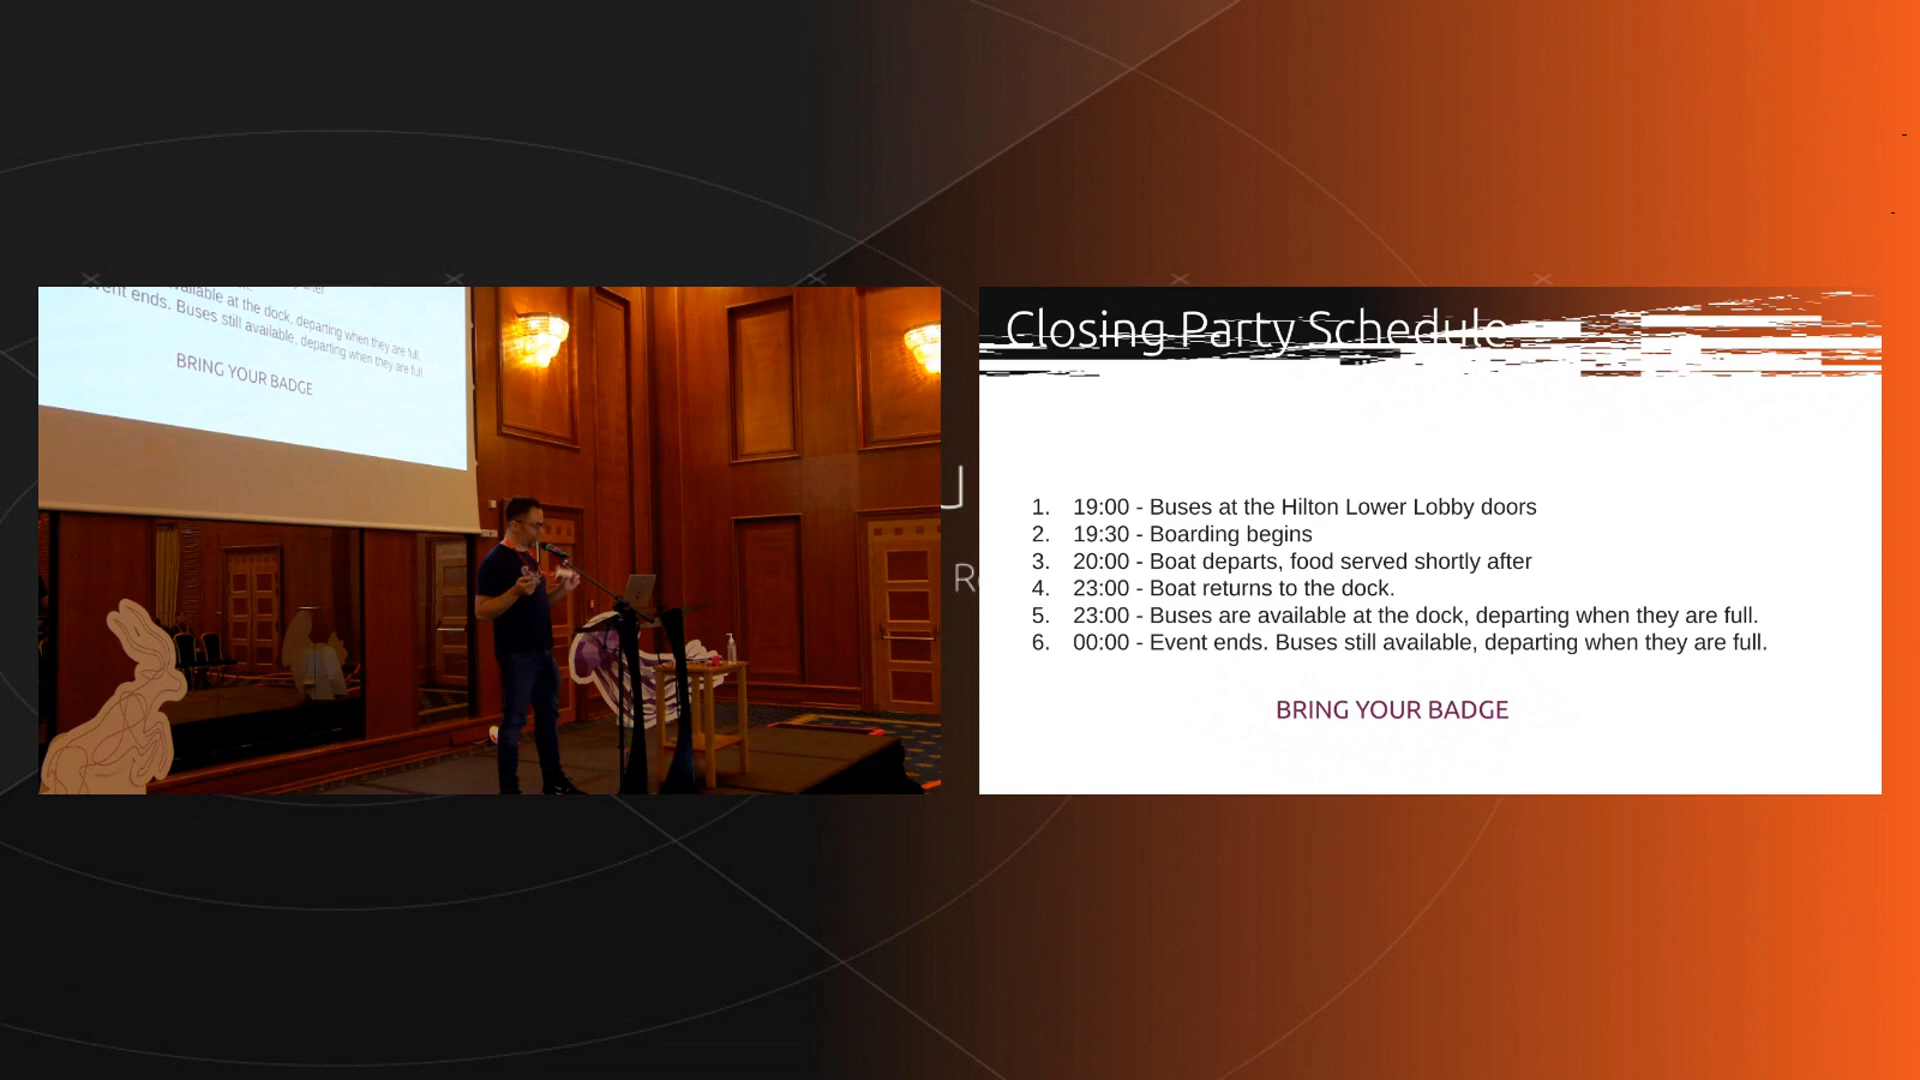 vailable at the dock, departing when they are full.
vent ends. Buses still available, departing when they are full.
BRING YOUR BADGE
Closing Party Schedule
1. 19:00 - Buses at the Hilton Lower Lobby doors
2. 19:30 - Boarding begins
3. 20:00 - Boat departs, food served shortly after
4. 23:00 - Boat returns to the dock.
5. 23:00 - Buses are available at the dock, departing when they are full.
6. 00:00 - Event ends. Buses still available, departing when they are full.
BRING YOUR BADGE